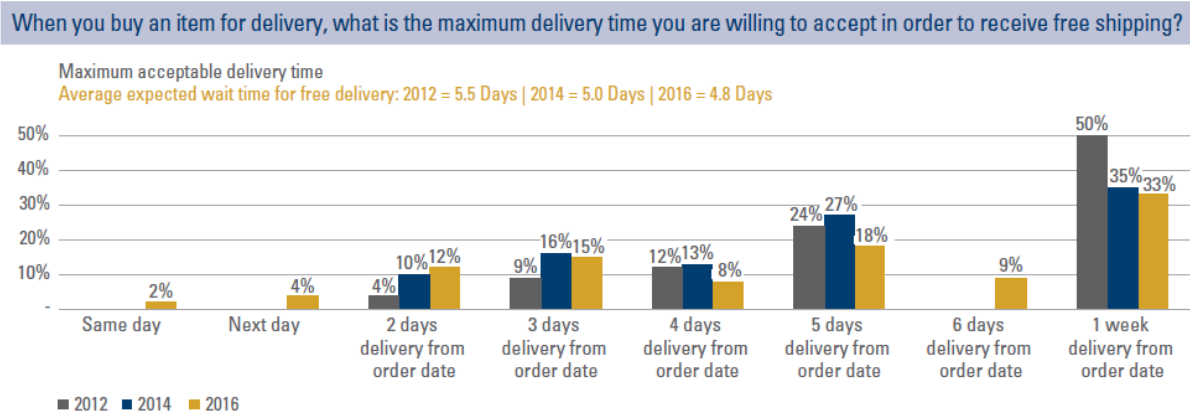 When you buy an item for delivery, what is the maximum delivery time you are willing to accept in order to receive free shipping?
Maximum acceptable delivery time
Average expected wait time for free delivery: 2012 = 5.5 Days | 2014 = 5.0 Days | 2016 = 4.8 Days
50%
40%
30%
20%
10%
-
2%
4%
4% 10% 12%
9% 16% 15%
12% 13% 8%
24% 27% 18%
9%
50% 35% 33%
Same day
Next day
2 days
delivery from
order date
3 days
delivery from
order date
4 days
delivery from
order date
5 days
delivery from
order date
6 days
delivery from
order date
1 week
delivery from
order date
2012 2014 2016